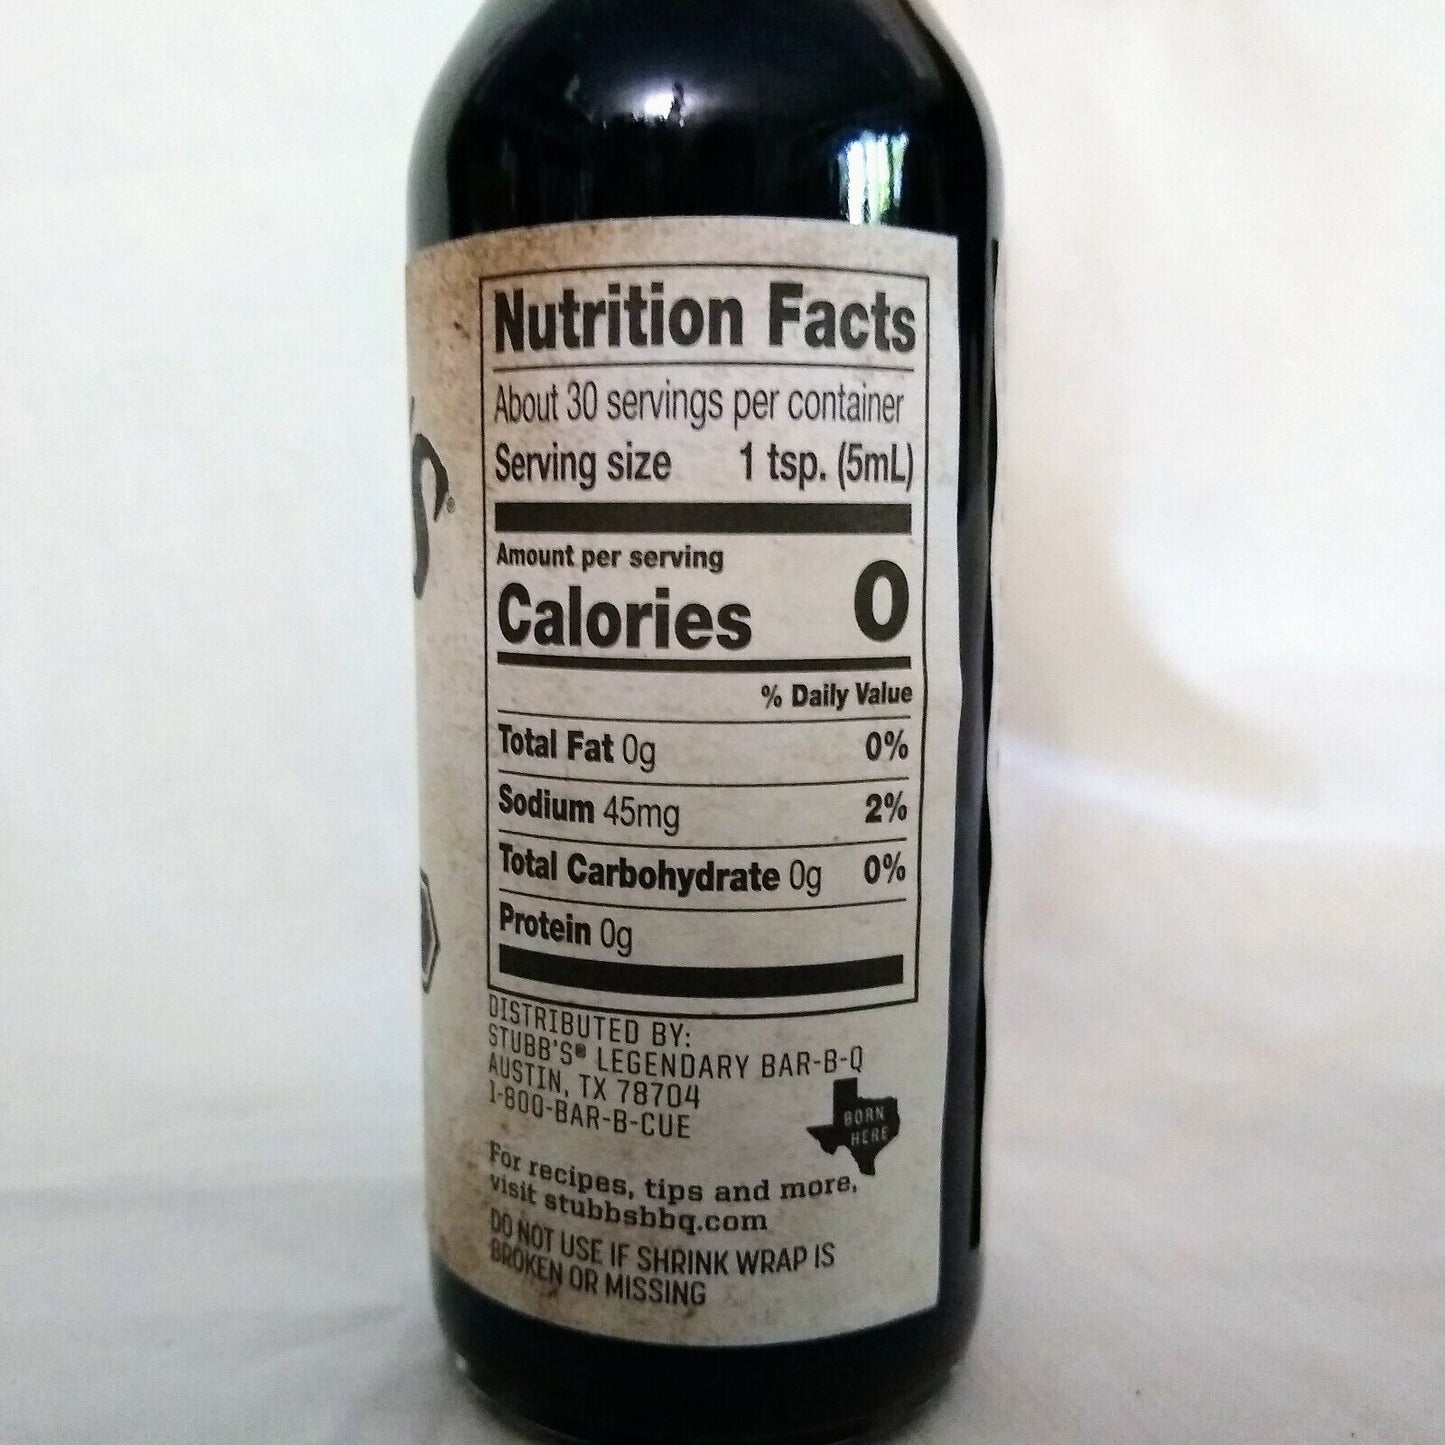 'S®
Nutrition Facts
About 30 servings per container
Serving size 1 tsp. (5mL)
Amount per serving
Calories 0
% Daily Value
Total Fat 0g 0%
Sodium 45mg 2%
Total Carbohydrate 0g 0%
Protein 0g
DISTRIBUTED BY:
STUBB'S® LEGENDARY BAR-B-Q
AUSTIN, TX 78704
1-800-BAR-B-CUE
BORN
HERE
For recipes, tips and more,
visit stubbsbbq.com
DO NOT USE IF SHRINK WRAP IS
BROKEN OR MISSING